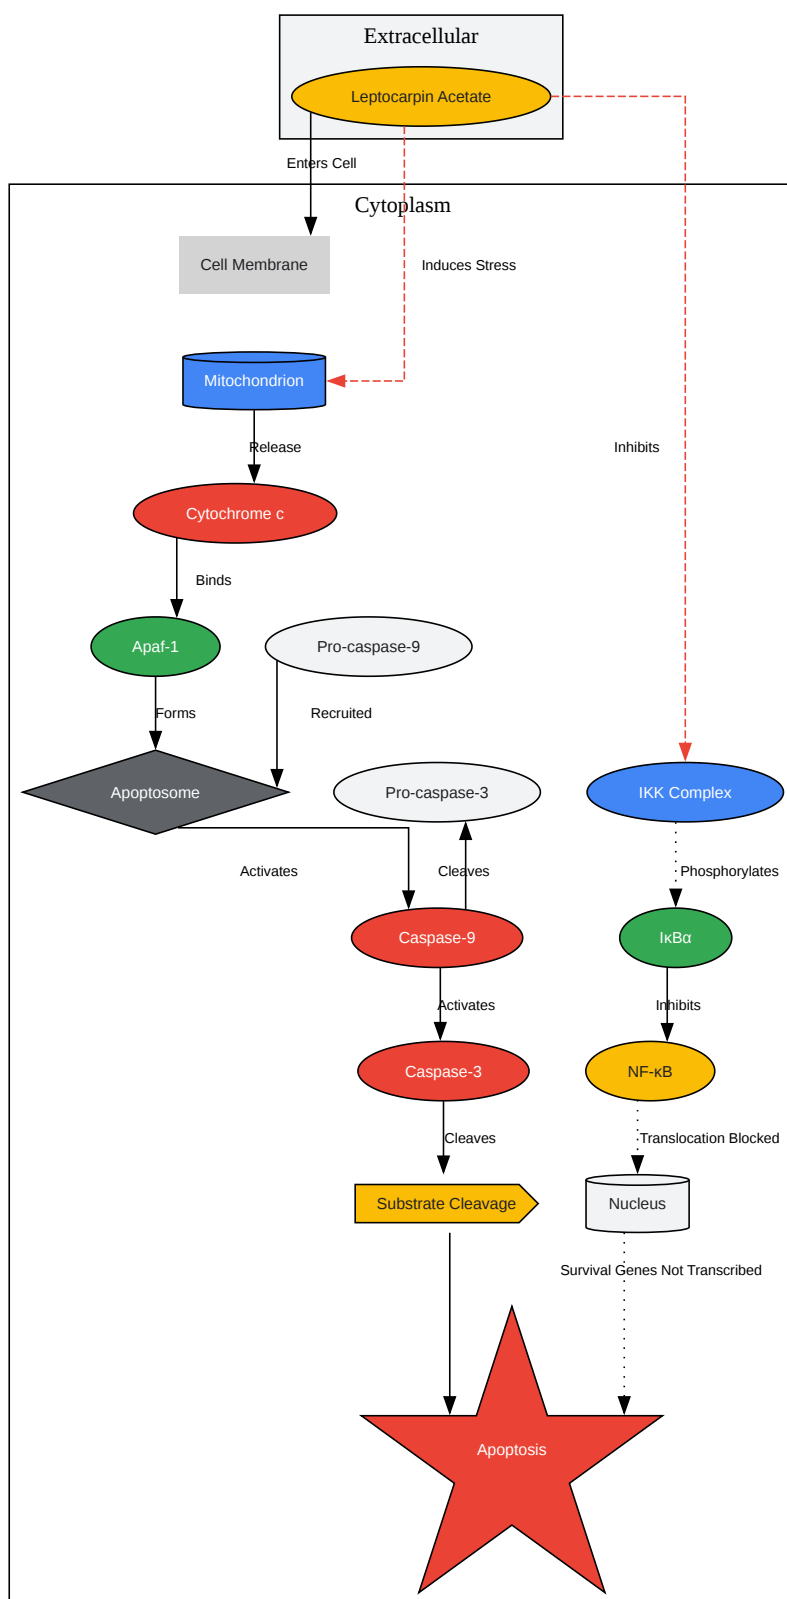 Extracellular
Leptocarpin Acetate
Enters Cell
Cytoplasm
Cell Membrane
Induces Stress
Mitochondrion
Release
Inhibits
Cytochrome c
Binds
Apaf-1
Pro-caspase-9
Forms
Recruited
Apoptosome
Pro-caspase-3
IKK Complex
Activates
Cleaves
Phosphorylates
Caspase-9
IκBα
Activates
Inhibits
Caspase-3
NF-κB
Cleaves
Translocation Blocked
Substrate Cleavage
Nucleus
Survival Genes Not Transcribed
Apoptosis